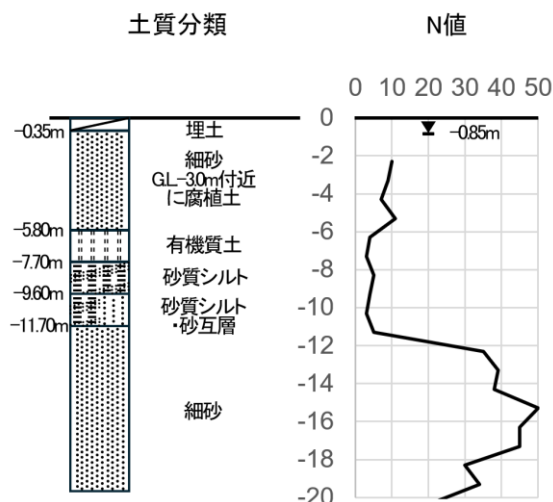 土質分類
N値
0 10 20 30 40 50
-0.35m
-5.80m
-7.70m
-9.60m
-11.70m
埋土
細砂
G.L-3.0m付近
に腐植土
有機質土
砂質シルト
砂質シルト
・砂互層
細砂
0
-2
-4
-6
-8
-10
-12
-14
-16
-18
-20
-0.85m